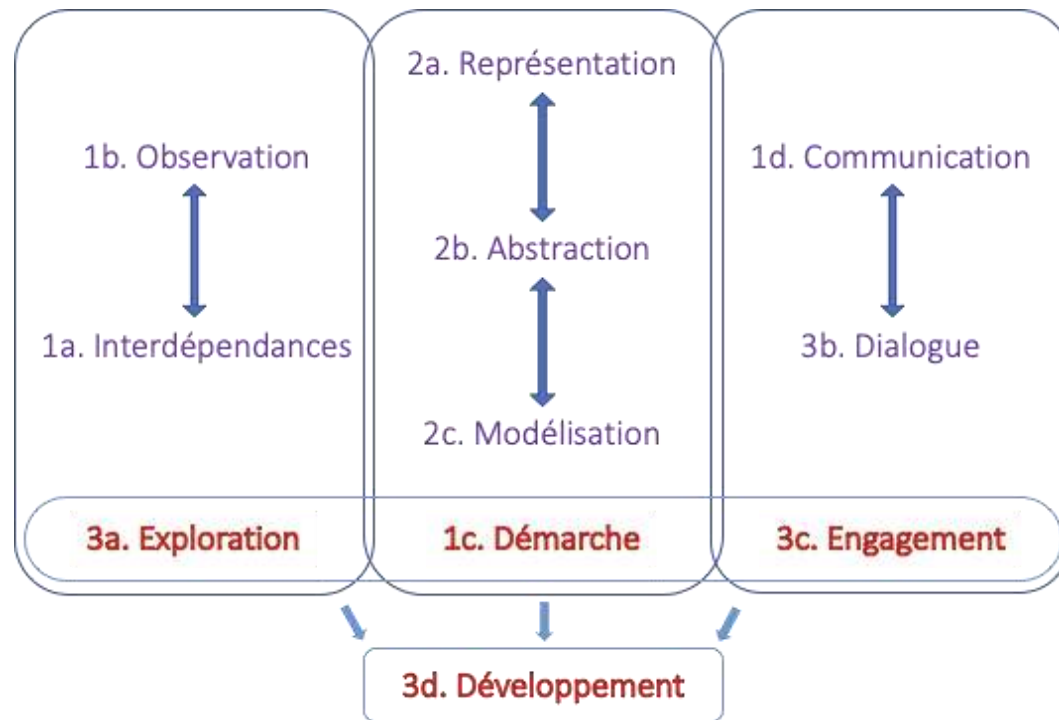 2a. Représentation
1b. Observation
1d. Communication
2b. Abstraction
1a. Interdépendances
3b. Dialogue
2c. Modélisation
3a. Exploration
1c. Démarche
3c. Engagement
3d. Développement